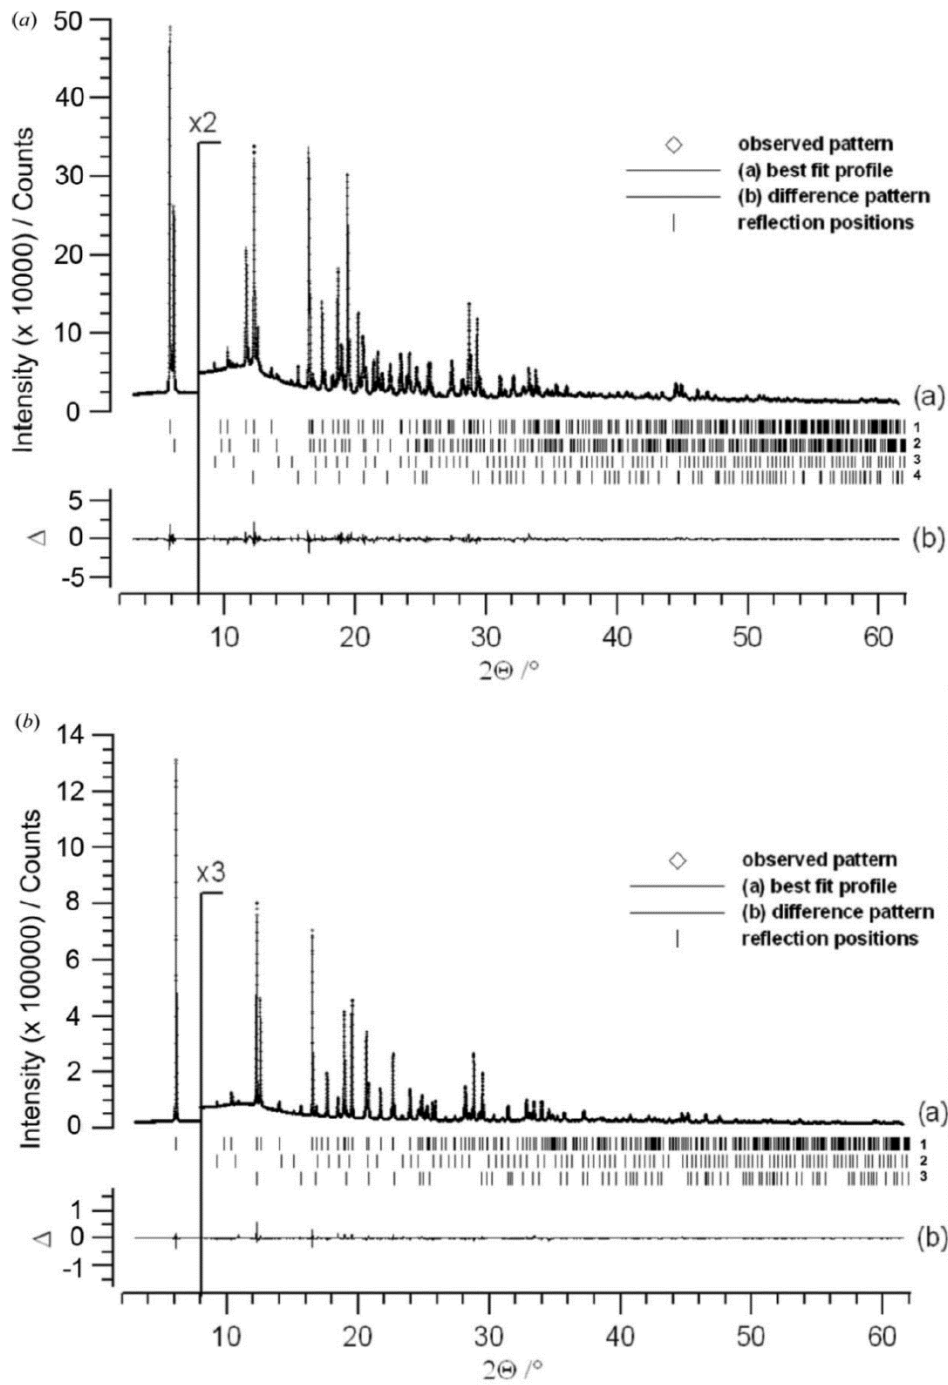 (a)
50
40
30
20
10
0
Intensity (x 10000) / Counts
x2
observed pattern
(a) best fit profile
(b) difference pattern
reflection positions
(a)
1
2
3
4
5
0
-5
Δ
(b)
10 20 30 40 50 60
2Θ /°
(b)
14
12
10
8
6
4
2
0
Intensity (x 100000) / Counts
x3
observed pattern
(a) best fit profile
(b) difference pattern
reflection positions
(a)
1
2
3
1
0
-1
Δ
(b)
10 20 30 40 50 60
2Θ /°